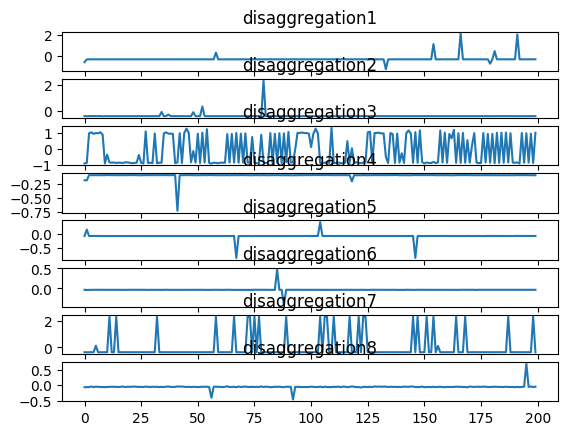 disaggregation1
2
0
disaggregation2
2
0
disaggregation3
1
0
−1
disaggregation4
−0.25
−0.50
−0.75
disaggregation5
0.0
−0.5
disaggregation6
0.5
0.0
disaggregation7
2
0
disaggregation8
0.5
0.0
−0.5
0 25 50 75 100 125 150 175 200